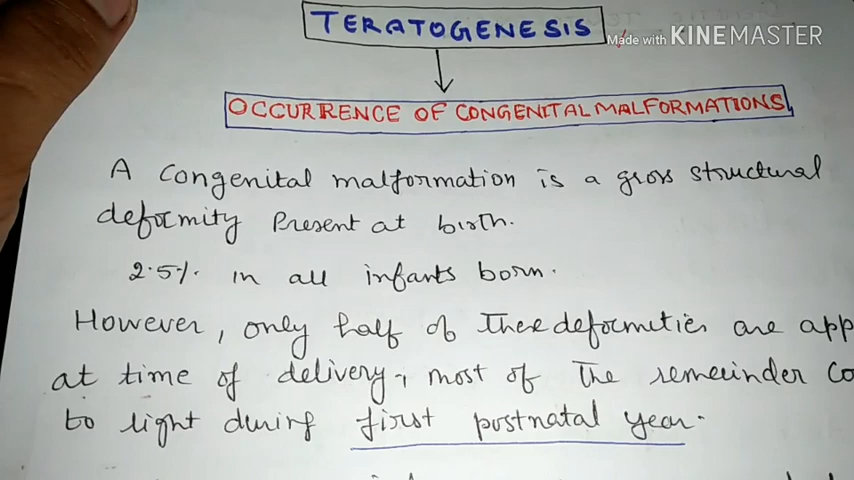 TERATOGENESIS
Made with KINEMASTER
OCCURRENCE OF CONGENITAL MALFORMATIONS
A Congenital malformation is a gross structural
deformity Present at birth.
2.5% in all infants born.
However, only half of these deformities are app
at time of delivery, most of the remainder co
to light during first postnatal year.